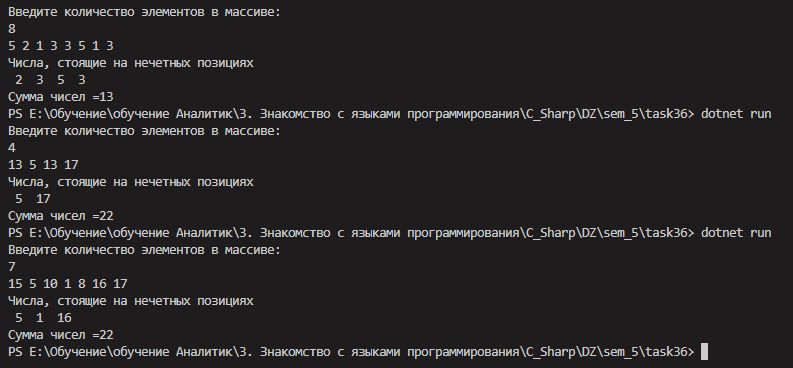 Введите количество элементов в массиве:
8
5 2 1 3 3 5 1 3
Числа, стоящие на нечетных позициях
2 3 5 3
Сумма чисел =13
PS E:\Обучение\обучение Аналитик\3. Знакомство с языками программирования\C_Sharp\DZ\sem_5\task36> dotnet run
Введите количество элементов в массиве:
4
13 5 13 17
Числа, стоящие на нечетных позициях
5 17
Сумма чисел =22
PS E:\Обучение\обучение Аналитик\3. Знакомство с языками программирования\C_Sharp\DZ\sem_5\task36> dotnet run
Введите количество элементов в массиве:
7
15 5 10 1 8 16 17
Числа, стоящие на нечетных позициях
5 1 16
Сумма чисел =22
PS E:\Обучение\обучение Аналитик\3. Знакомство с языками программирования\C_Sharp\DZ\sem_5\task36>